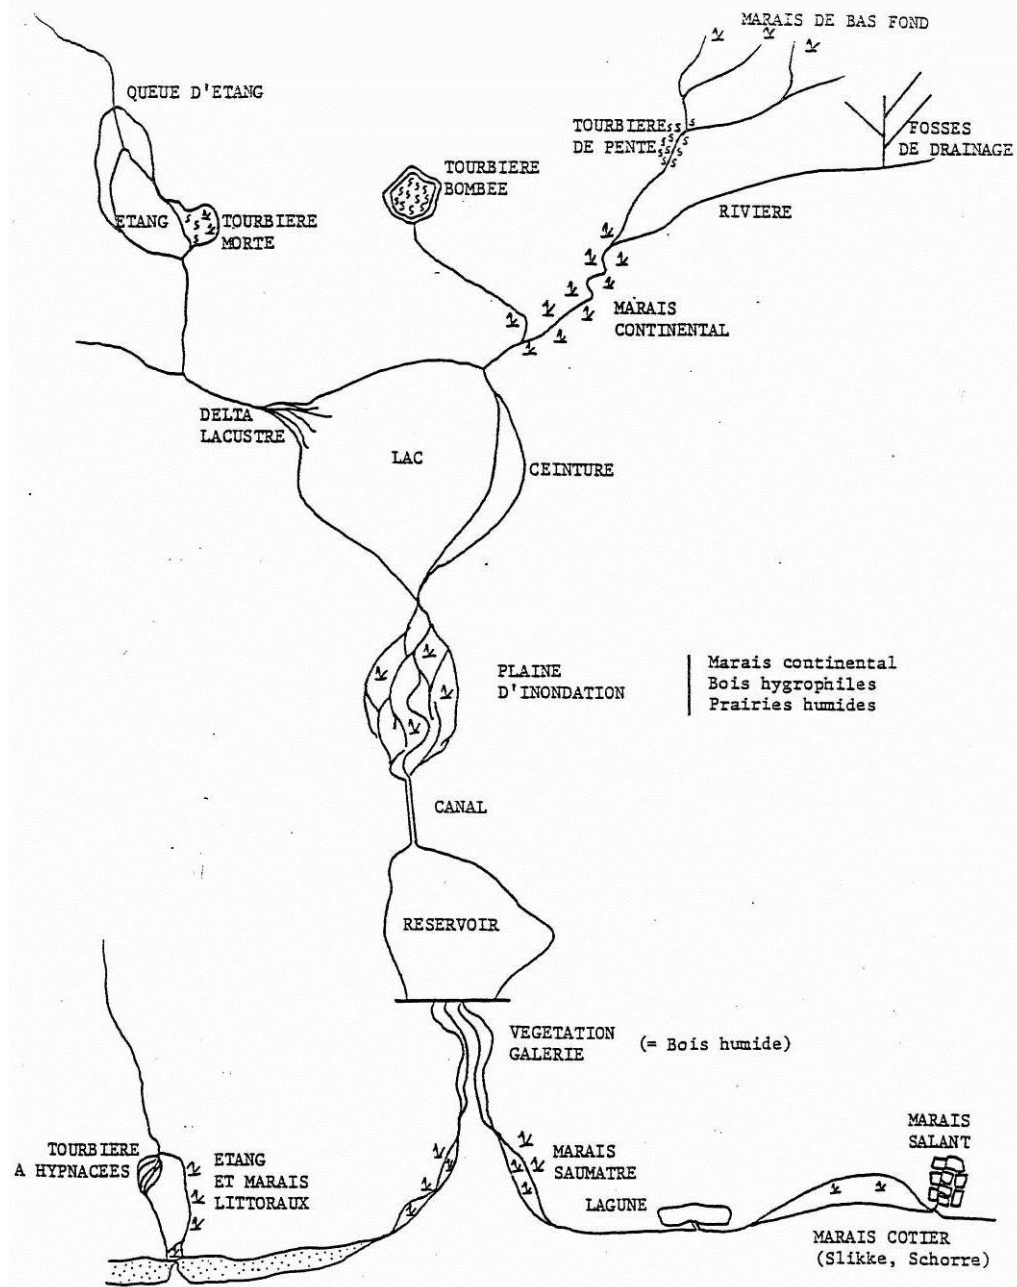 MARAIS DE BAS FOND
QUEUE D'ETANG
TOURBIERE
DE PENTE
FOSSES
DE DRAINAGE
TOURBIERE
BOMBEE
ETANG
TOURBIERE
MORTE
RIVIERE
MARAIS
CONTINENTAL
DELTA
LACUSTRE
LAC
CEINTURE
PLAINE
D'INONDATION
Marais continental
Bois hygrophiles
Prairies humides
CANAL
RESERVOIR
VEGETATION
GALERIE
(= Bois humide)
TOURBIERE
A HYPNACEES
ETANG
ET MARAIS
LITTORAUX
MARAIS
SAUMATRE
LAGUNE
MARAIS
SALANT
MARAIS COTIER
(Slikke, Schorre)